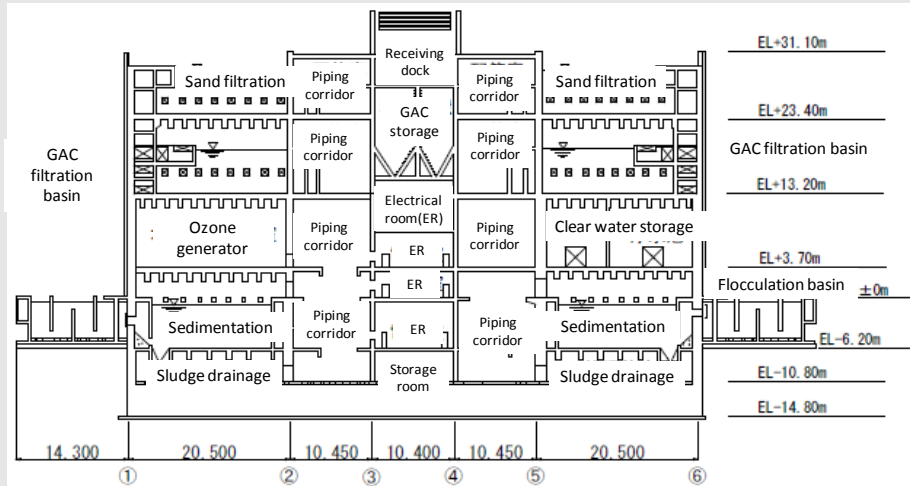 EL+31.10m
Receiving
dock
Sand filtration
Piping
corridor
Piping
corridor
Sand filtration
GAC
storage
EL+23.40m
GAC
filtration
basin
Piping
corridor
Piping
corridor
GAC filtration basin
EL+13.20m
Electrical
room(ER)
Ozone
generator
Piping
corridor
Piping
corridor
Clear water storage
ER
EL+3.70m
ER
Flocculation basin
±0m
Sedimentation
Piping
corridor
ER
Piping
corridor
Sedimentation
EL-6.20m
Sludge drainage
Storage
room
Sludge drainage
EL-10.80m
EL-14.80m
14.300 20.500 10.450 10.400 10.450 20.500
① ② ③ ④ ⑤ ⑥